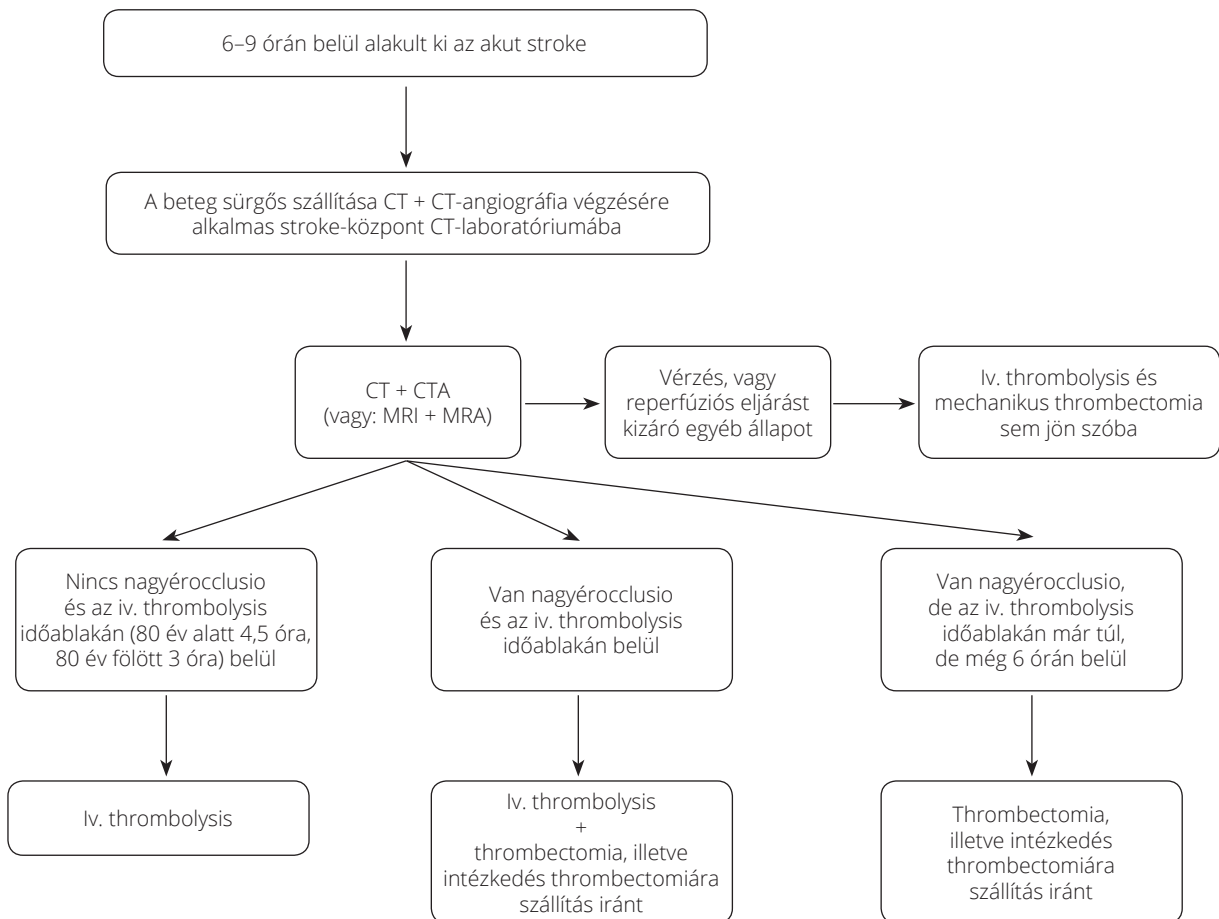 6–9 órán belül alakult ki az akut stroke
A beteg sürgős szállítása CT + CT-angiográfia végzésére
alkalmas stroke-központ CT-laboratóriumába
CT + CTA
(vagy: MRI + MRA)
Vérzés, vagy
reperfúziós eljárást
kizáró egyéb állapot
Iv. thrombolysis és
mechanikus thrombectomia
sem jön szóba
Nincs nagyérocclusio
és az iv. thrombolysis
időablakán (80 év alatt 4,5 óra,
80 év fölött 3 óra) belül
Van nagyérocclusio
és az iv. thrombolysis
időablakán belül
Van nagyérocclusio,
de az iv. thrombolysis
időablakán már túl,
de még 6 órán belül
Iv. thrombolysis
Iv. thrombolysis
+
thrombectomia, illetve
intézkedés thrombectomiára
szállítás iránt
Thrombectomia,
illetve intézkedés
thrombectomiára
szállítás iránt